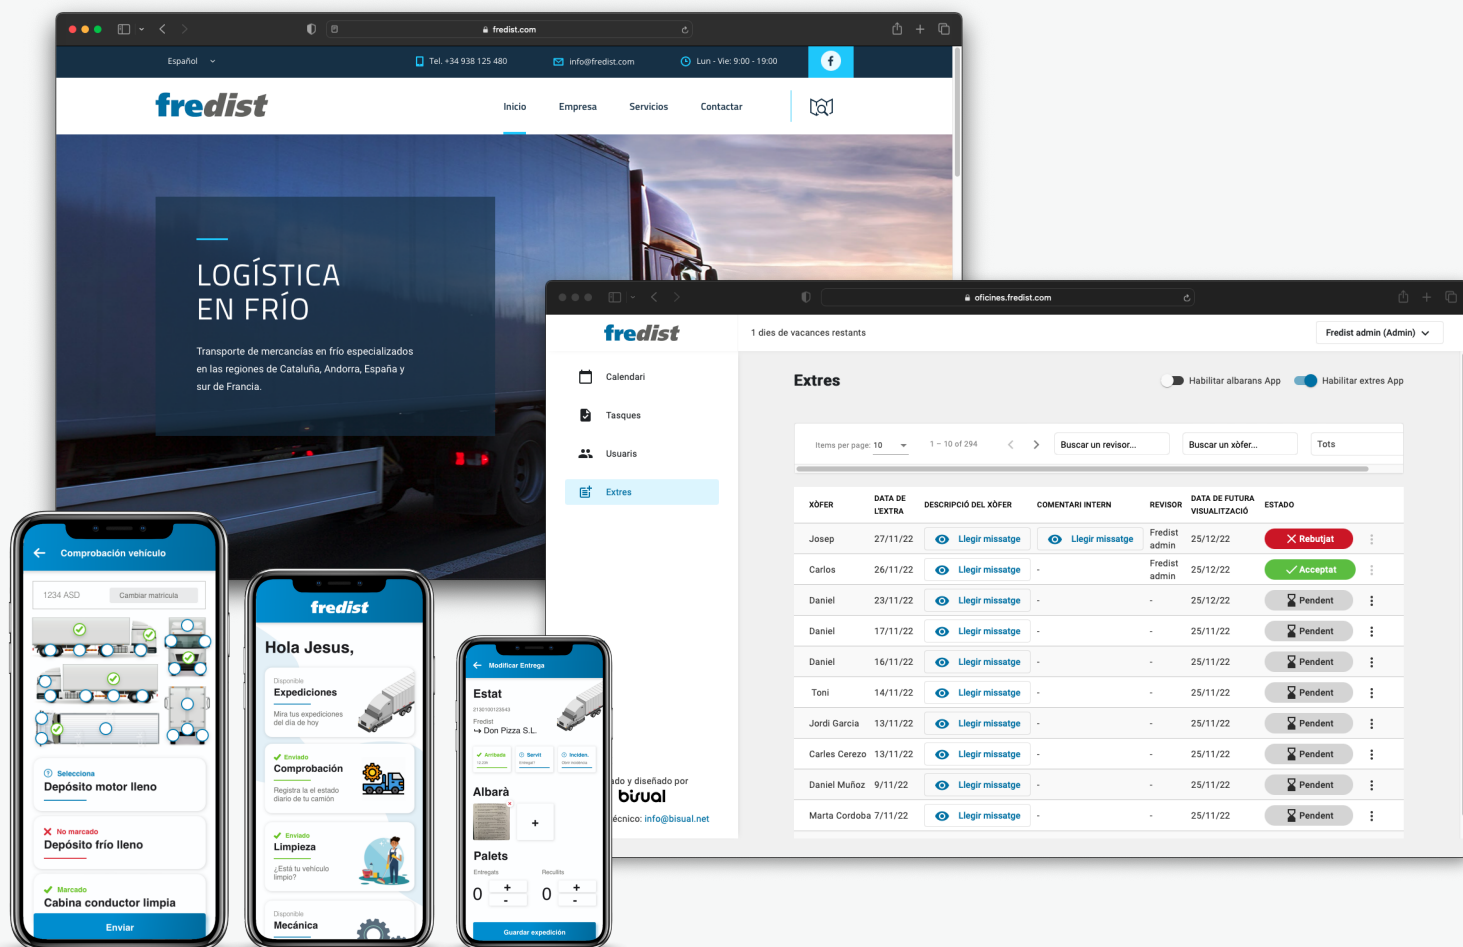 fredist.com
Español
Tel. +34 938 125 480
info@fredist.com
Lun - Vie: 9:00 - 19:00
fredist
Inicio
Empresa
Servicios
Contactar
LOGÍSTICA
EN FRÍO
Transporte de mercancías en frío especializados
en las regiones de Cataluña, Andorra, España y
sur de Francia.
oficines.fredist.com
fredist
1 dies de vacances restants
Fredist admin (Admin)
Calendari
Tasques
Usuaris
Extres
ado y diseñado por
bisual
écnico: info@bisual.net
Extres
Habilitar albarans App
Habilitar extres App
Items per page: 10
1 – 10 of 294
Buscar un revisor...
Buscar un xòfer...
Tots
XÒFER DATA DE L'EXTRA DESCRIPCIÓ DEL XÒFER COMENTARI INTERN REVISOR DATA DE FUTURA VISUALITZACIÓ ESTADO
Josep 27/11/22 Llegir missatge Llegir missatge Fredist admin 25/12/22 Rebutjat
Carlos 26/11/22 Llegir missatge - Fredist admin 25/12/22 Acceptat
Daniel 23/11/22 Llegir missatge - - 25/12/22 Pendent
Daniel 17/11/22 Llegir missatge - - 25/11/22 Pendent
Daniel 16/11/22 Llegir missatge - - 25/11/22 Pendent
Toni 14/11/22 Llegir missatge - - 25/11/22 Pendent
Jordi Garcia 13/11/22 Llegir missatge - - 25/11/22 Pendent
Carles Cerezo 13/11/22 Llegir missatge - - 25/11/22 Pendent
Daniel Muñoz 9/11/22 Llegir missatge - - 25/11/22 Pendent
Marta Cordoba 7/11/22 Llegir missatge - - 25/11/22 Pendent
Comprobación vehículo
1234 ASD
Cambiar matricula
Selecciona
Depósito motor lleno
No marcado
Depósito frío lleno
Marcado
Cabina conductor limpia
Enviar
fredist
Hola Jesus,
Disponible
Expediciones
Mira tus expediciones
del día de hoy
Enviado
Comprobación
Registra la el estado
diario de tu camión
Enviado
Limpieza
¿Está tu vehículo
limpio?
Disponible
Mecánica
Modificar Entrega
Estat
2130100123543
Fredist
Don Pizza S.L.
Arribada
Servit
Inciden.
Albarà
+
Palets
Entregats
Recullits
0 + -
0 + -
Guardar expedición